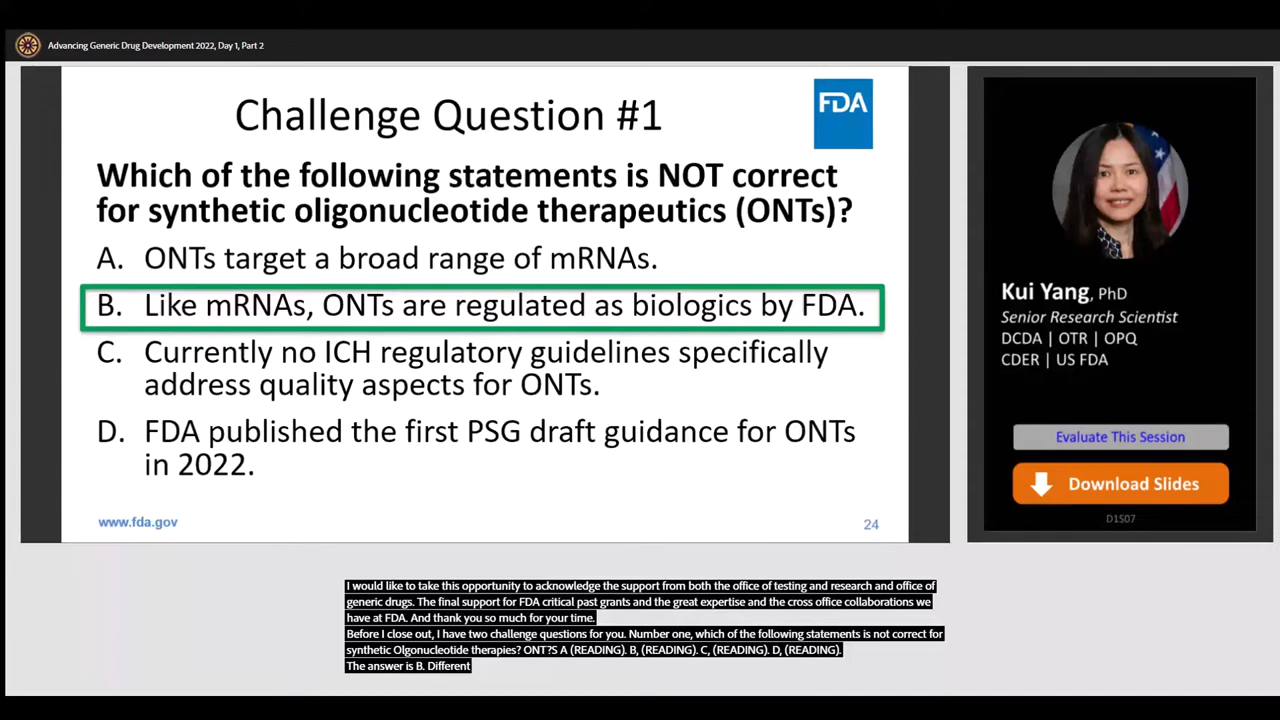 Advancing Generic Drug Development 2022, Day 1, Part 2
Challenge Question #1
FDA
Which of the following statements is NOT correct
for synthetic oligonucleotide therapeutics (ONTs)?
A. ONTs target a broad range of mRNAs.
B. Like mRNAs, ONTs are regulated as biologics by FDA.
C. Currently no ICH regulatory guidelines specifically
address quality aspects for ONTs.
D. FDA published the first PSG draft guidance for ONTs
in 2022.
www.fda.gov
24
Kui Yang, PhD
Senior Research Scientist
DCDA | OTR | OPQ
CDER | US FDA
Evaluate This Session
Download Slides
D1S07
I would like to take this opportunity to acknowledge the support from both the office of testing and research and office of
generic drugs. The final support for FDA critical past grants and the great expertise and the cross office collaborations we
have at FDA. And thank you so much for your time.
Before I close out, I have two challenge questions for you. Number one, which of the following statements is not correct for
synthetic Olgonucleotide therapies? ONT?S A (READING). B, (READING). C, (READING). D, (READING).
The answer is B. Different